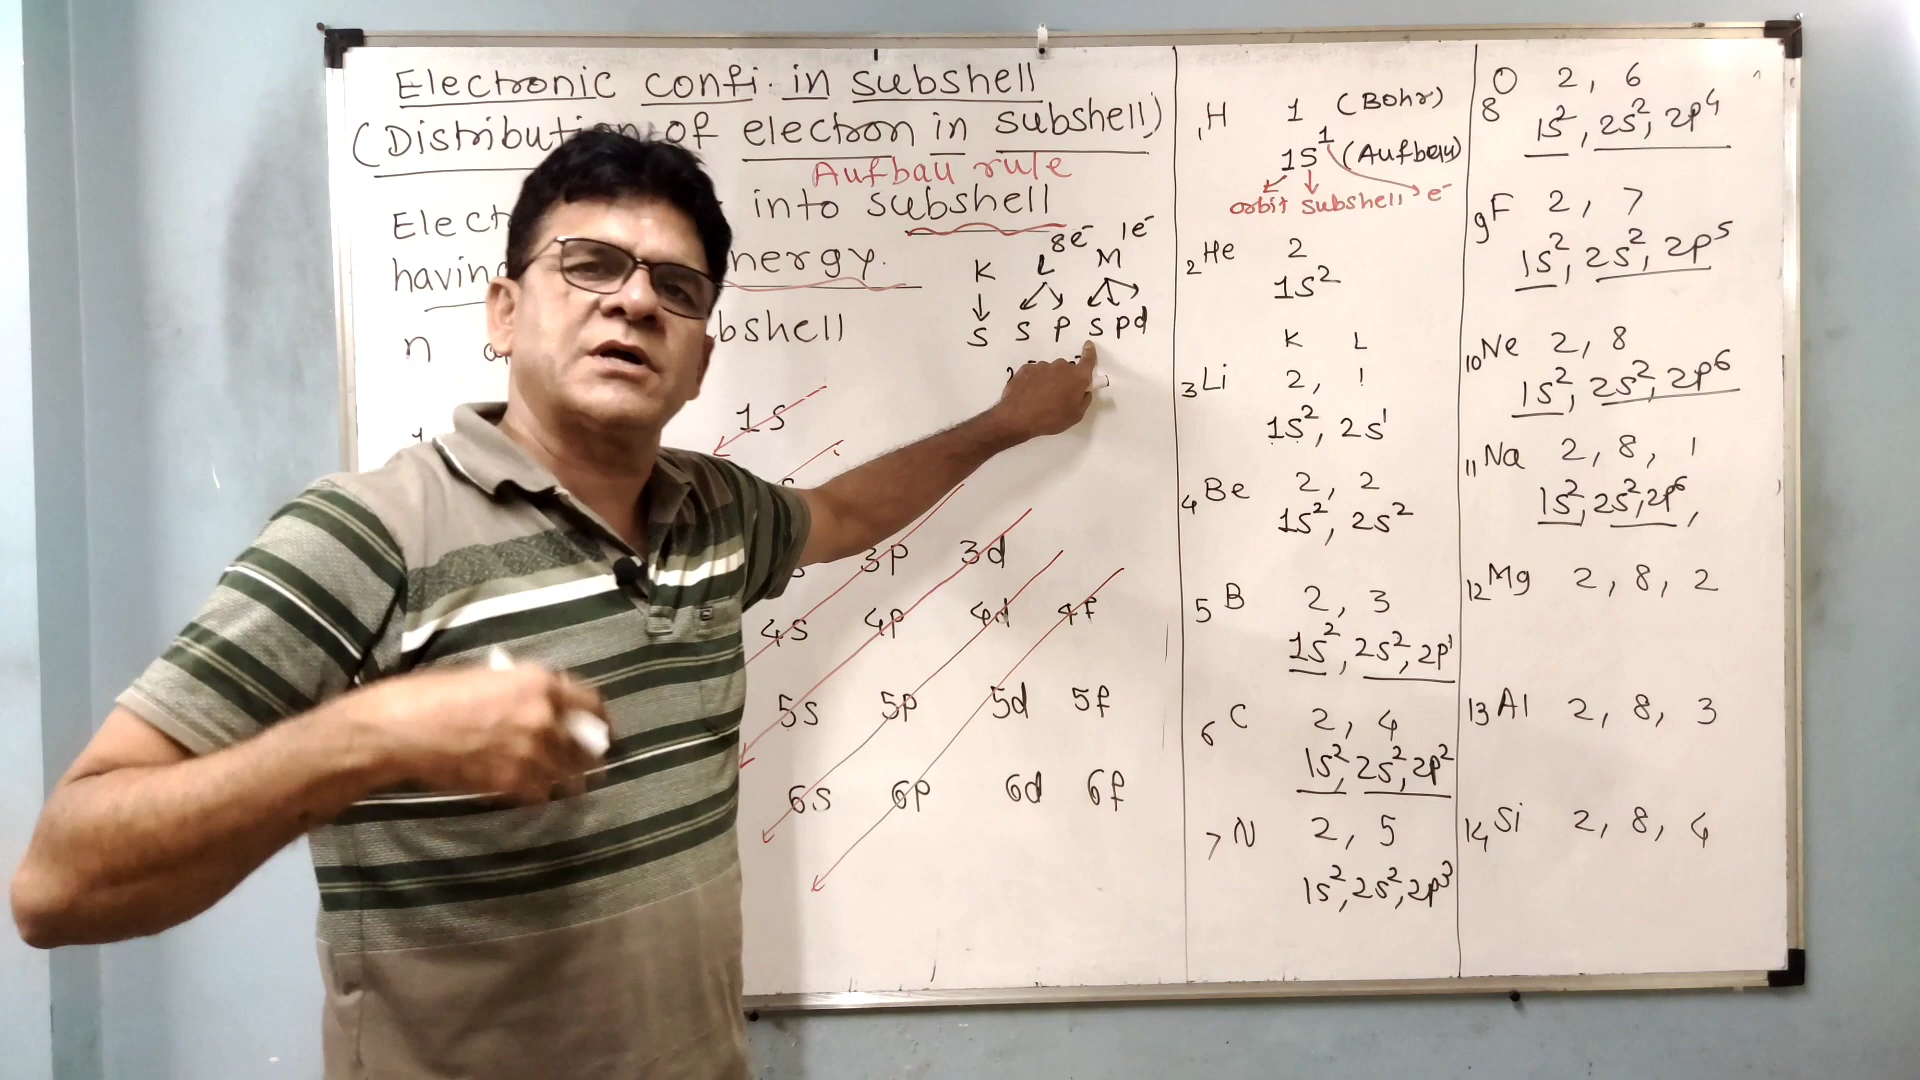 Electronic confi. in subshell
(Distribution of electron in subshell)
Aufbau rule
into subshell
having nergy.
8e⁻ 1e⁻
K L M
S S P S P d
n bshell
1s
3p 3d
4s 4p 4d 4f
5s 5p 5d 5f
6s 6p 6d 6f
₁H 1 (Bohr)
1s¹ (Aufbau)
orbit subshell e⁻
₂He 2
1s²
K L
₃Li 2, 1
1s², 2s¹
₄Be 2, 2
1s², 2s²
₅B 2, 3
1s², 2s², 2p¹
₆C 2, 4
1s², 2s², 2p²
₇N 2, 5
1s², 2s², 2p³
₈O 2, 6
1s², 2s², 2p⁴
₉F 2, 7
1s², 2s², 2p⁵
₁₀Ne 2, 8
1s², 2s², 2p⁶
₁₁Na 2, 8, 1
1s², 2s², 2p⁶,
₁₂Mg 2, 8, 2
₁₃Al 2, 8, 3
₁₄Si 2, 8, 4